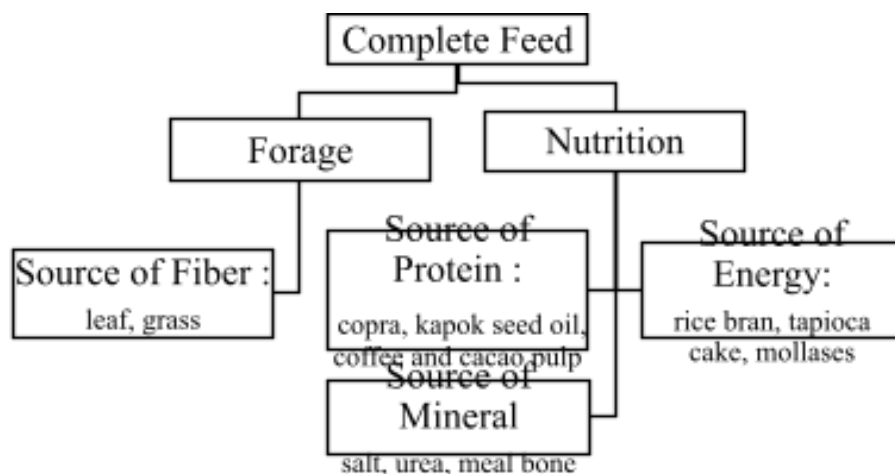 Complete Feed
Forage
Nutrition
Source of Fiber :
leaf, grass
Source of
Protein :
copra, kapok seed oil,
coffee and cacao pulp
Source of
Energy:
rice bran, tapioca
cake, mollases
Source of
Mineral
salt, urea, meal bone